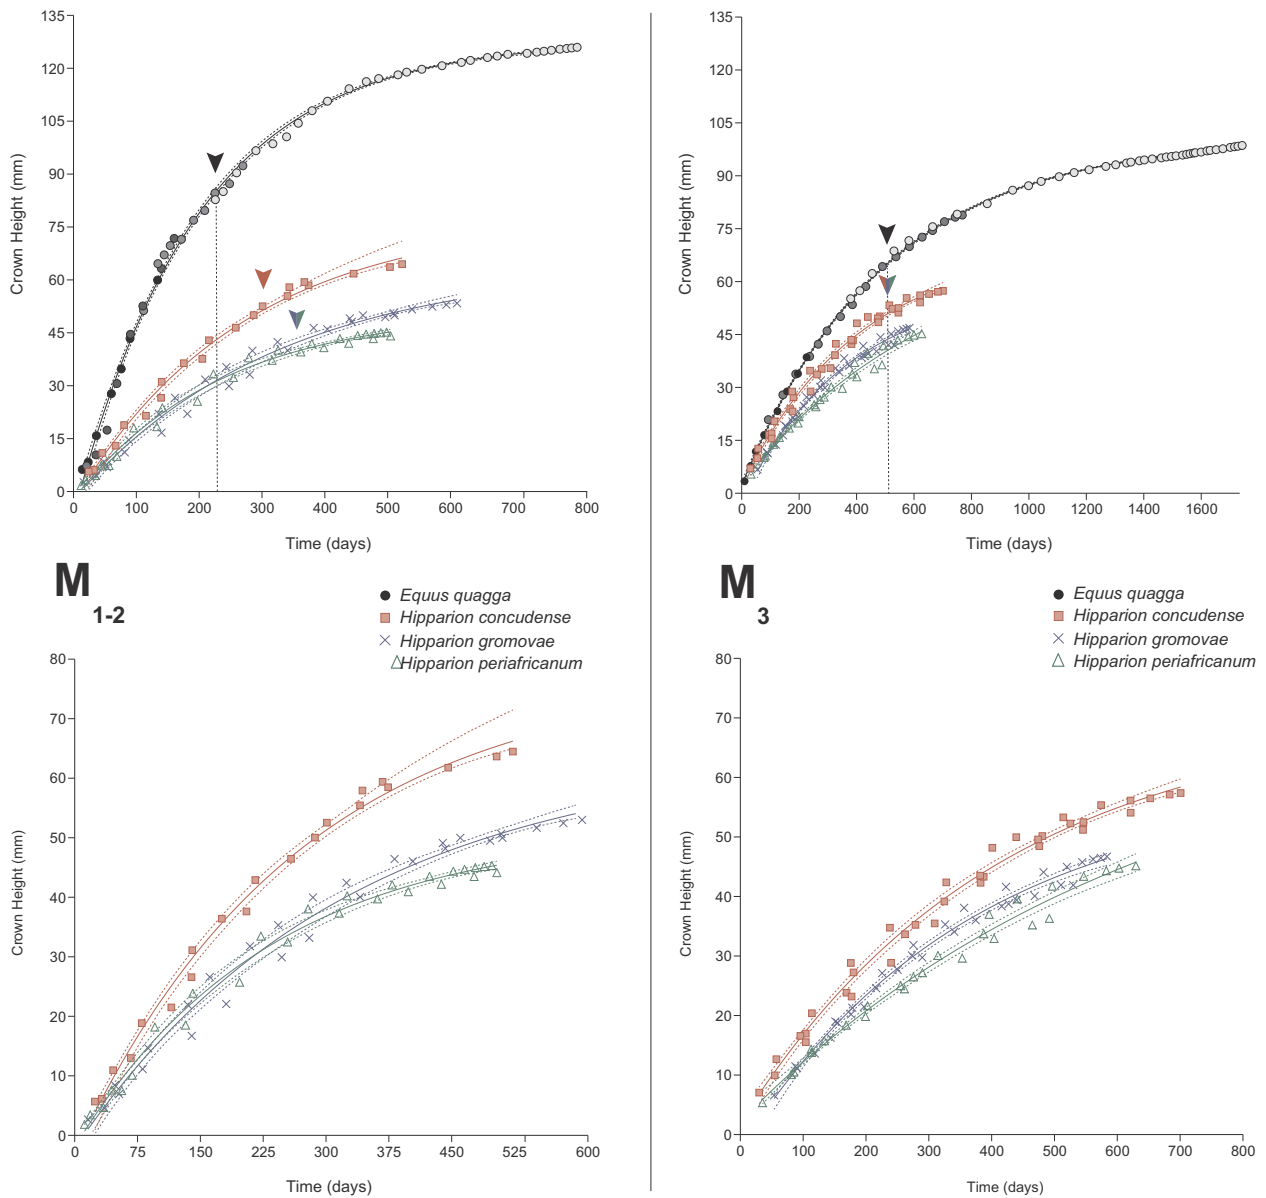 135
120
105
90
75
60
45
30
15
0
Crown Height (mm)
0 100 200 300 400 500 600 700 800
Time (days)
135
120
105
90
75
60
45
30
15
0
Crown Height (mm)
0 200 400 600 800 1000 1200 1400 1600
Time (days)
M 1-2
Equus quagga
Hipparion concudense
Hipparion gromovae
Hipparion periafricanum
M 3
Equus quagga
Hipparion concudense
Hipparion gromovae
Hipparion periafricanum
80
70
60
50
40
30
20
10
0
Crown Height (mm)
0 75 150 225 300 375 450 525 600
Time (days)
80
70
60
50
40
30
20
10
0
Crown Height (mm)
0 100 200 300 400 500 600 700 800
Time (days)